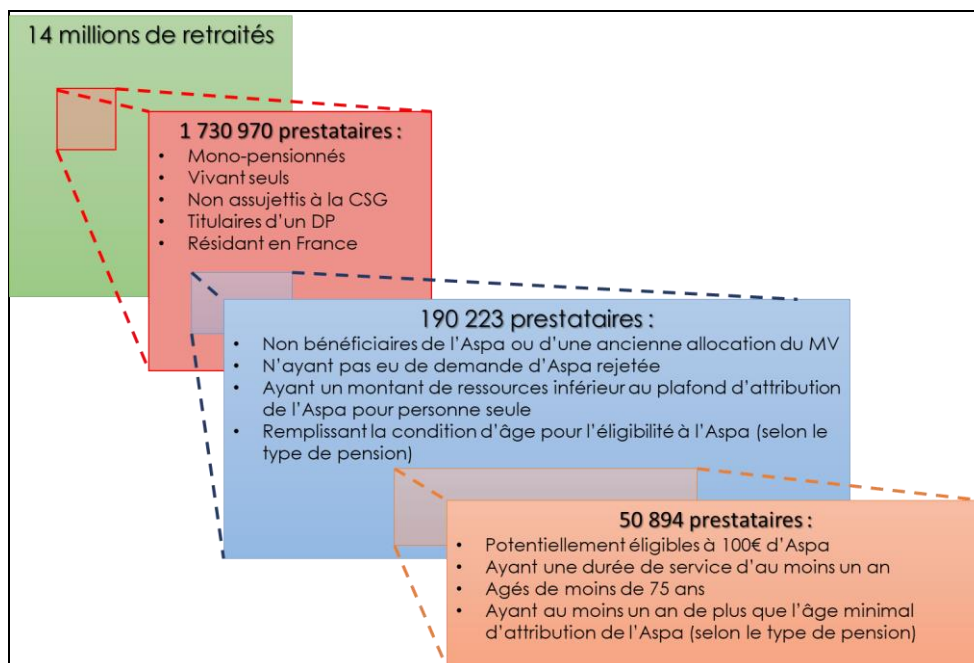 14 millions de retraités
1 730 970 prestataires :
• Mono-pensionnés
• Vivant seuls
• Non assujettis à la CSG
• Titulaires d'un DP
• Résidant en France
190 223 prestataires :
• Non bénéficiaires de l'Aspa ou d'une ancienne allocation du MV
• N'ayant pas eu de demande d'Aspa rejetée
• Ayant un montant de ressources inférieur au plafond d'attribution
de l'Aspa pour personne seule
• Remplissant la condition d'âge pour l'éligibilité à l'Aspa (selon le
type de pension)
50 894 prestataires :
• Potentiellement éligibles à 100€ d'Aspa
• Ayant une durée de service d'au moins un an
• Agés de moins de 75 ans
• Ayant au moins un an de plus que l'âge minimal
d'attribution de l'Aspa (selon le type de pension)